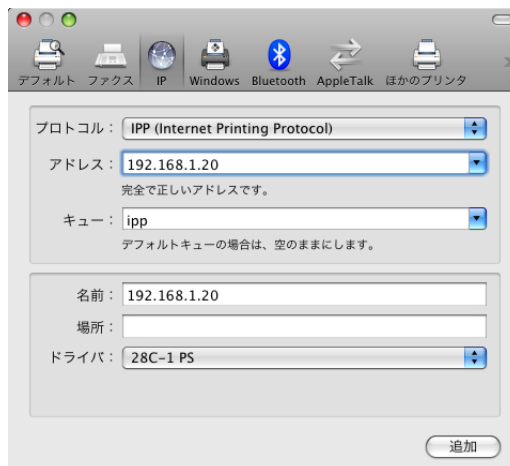 デフォルト ファクス IP Windows Bluetooth AppleTalk ほかのプリンタ
プロトコル： IPP (Internet Printing Protocol)
アドレス： 192.168.1.20
完全で正しいアドレスです。
キュー： ipp
デフォルトキューの場合は、空のままにします。
名前： 192.168.1.20
場所：
ドライバ： 28C-1 PS
追加